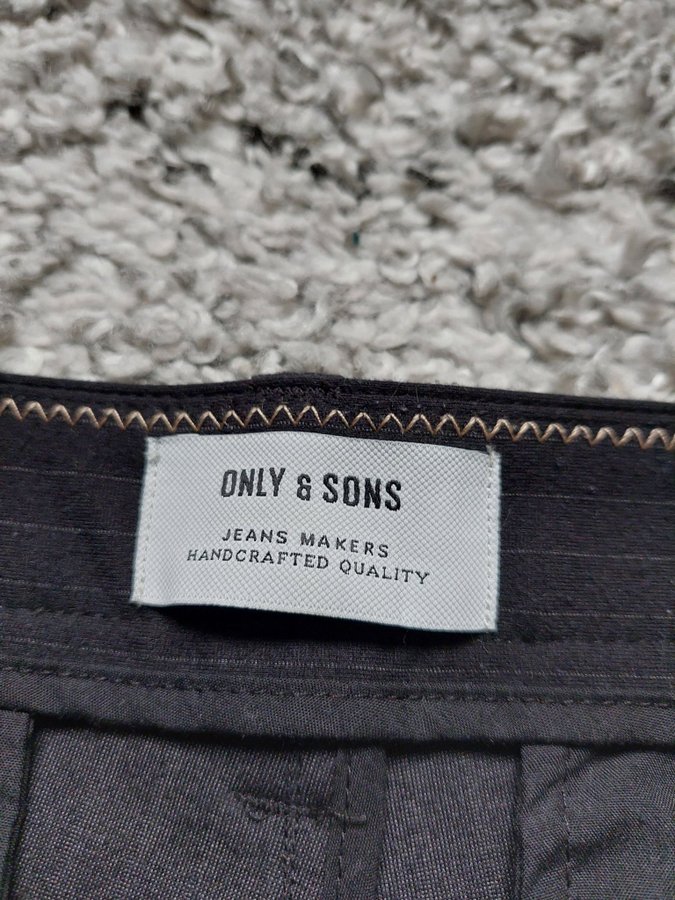 ONLY & SONS
JEANS MAKERS
HANDCRAFTED QUALITY